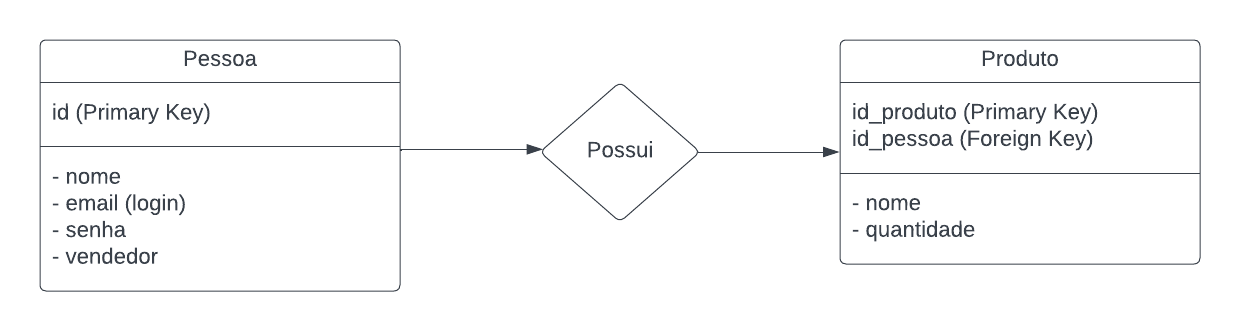 Pessoa
id (Primary Key)
- nome
- email (login)
- senha
- vendedor
Possui
Produto
id_produto (Primary Key)
id_pessoa (Foreign Key)
- nome
- quantidade